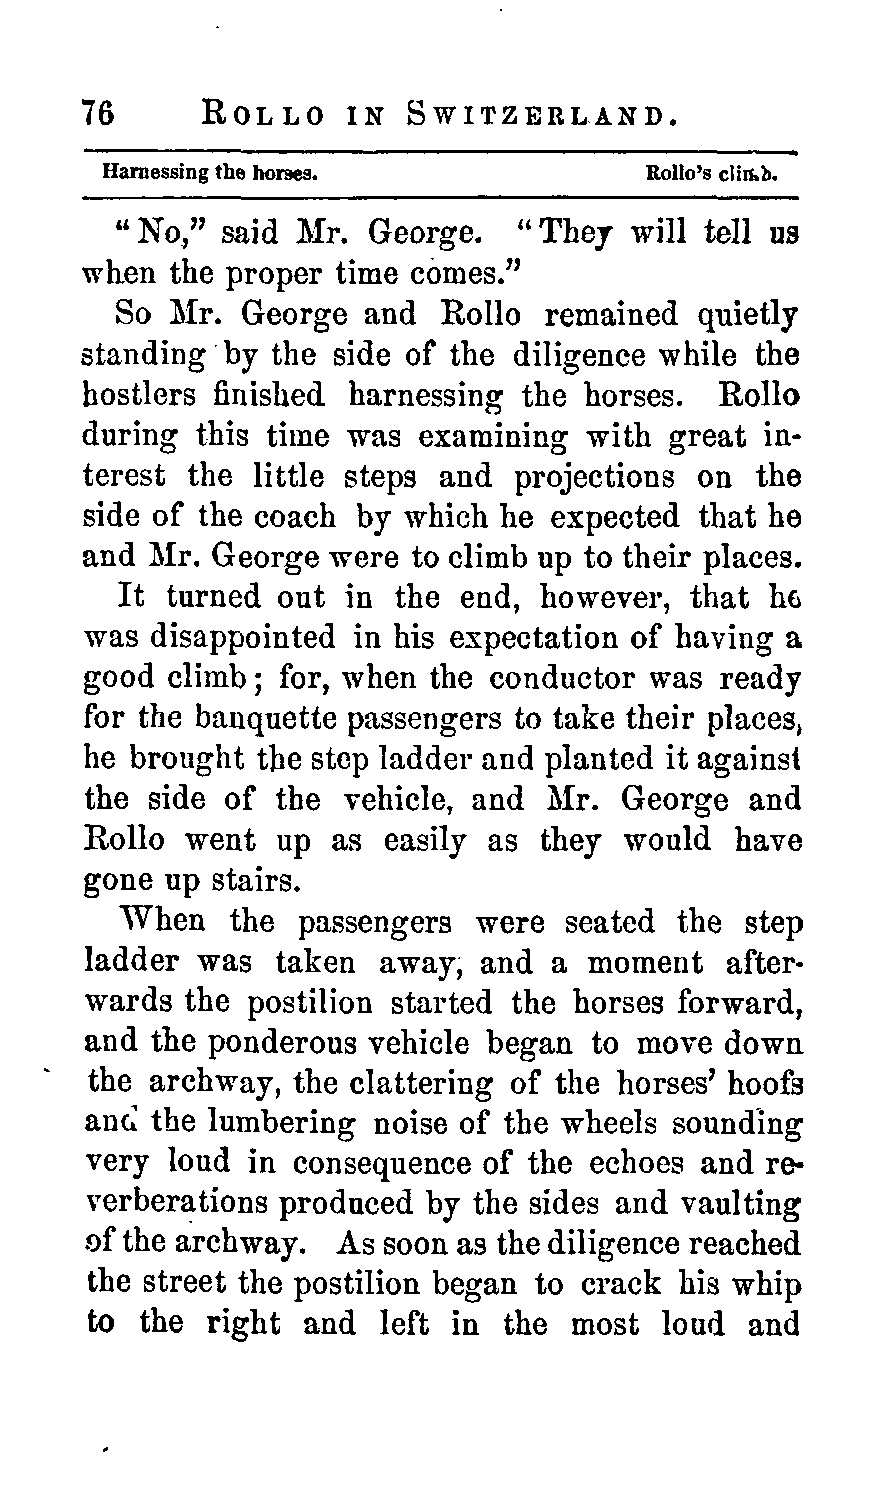 76 ROLLO IN SWITZERLAND.
Harnessing the horses. Rollo's climb.
"No," said Mr. George. "They will tell us
when the proper time comes."
So Mr. George and Rollo remained quietly
standing by the side of the diligence while the
hostlers finished harnessing the horses. Rollo
during this time was examining with great in-
terest the little steps and projections on the
side of the coach by which he expected that he
and Mr. George were to climb up to their places.
It turned out in the end, however, that he
was disappointed in his expectation of having a
good climb; for, when the conductor was ready
for the banquette passengers to take their places,
he brought the step ladder and planted it against
the side of the vehicle, and Mr. George and
Rollo went up as easily as they would have
gone up stairs.
When the passengers were seated the step
ladder was taken away, and a moment after-
wards the postilion started the horses forward,
and the ponderous vehicle began to move down
the archway, the clattering of the horses' hoofs
and the lumbering noise of the wheels sounding
very loud in consequence of the echoes and re-
verberations produced by the sides and vaulting
of the archway. As soon as the diligence reached
the street the postilion began to crack his whip
to the right and left in the most loud and